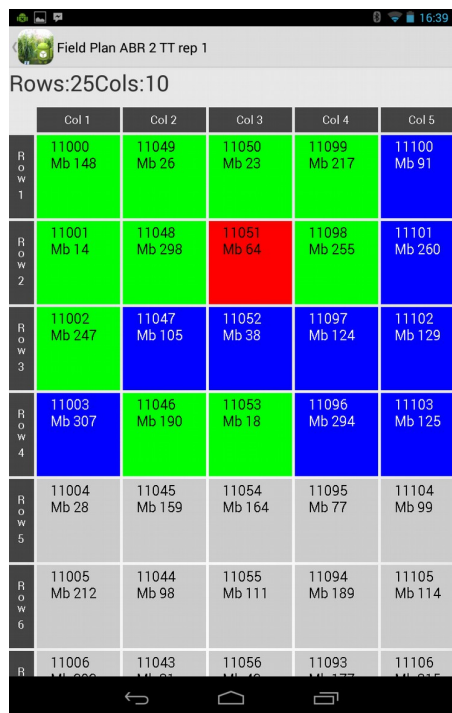 16:39
Field Plan ABR 2 TT rep 1
Rows:25Cols:10
Col 1 Col 2 Col 3 Col 4 Col 5
Row 1
11000 11049 11050 11099 11100
Mb 148 Mb 26 Mb 23 Mb 217 Mb 91
Row 2
11001 11048 11051 11098 11101
Mb 14 Mb 298 Mb 64 Mb 255 Mb 260
Row 3
11002 11047 11052 11097 11102
Mb 247 Mb 105 Mb 38 Mb 124 Mb 129
Row 4
11003 11046 11053 11096 11103
Mb 307 Mb 190 Mb 18 Mb 294 Mb 125
Row 5
11004 11045 11054 11095 11104
Mb 28 Mb 159 Mb 164 Mb 77 Mb 99
Row 6
11005 11044 11055 11094 11105
Mb 212 Mb 98 Mb 111 Mb 189 Mb 114
R
11006 11043 11056 11093 11106